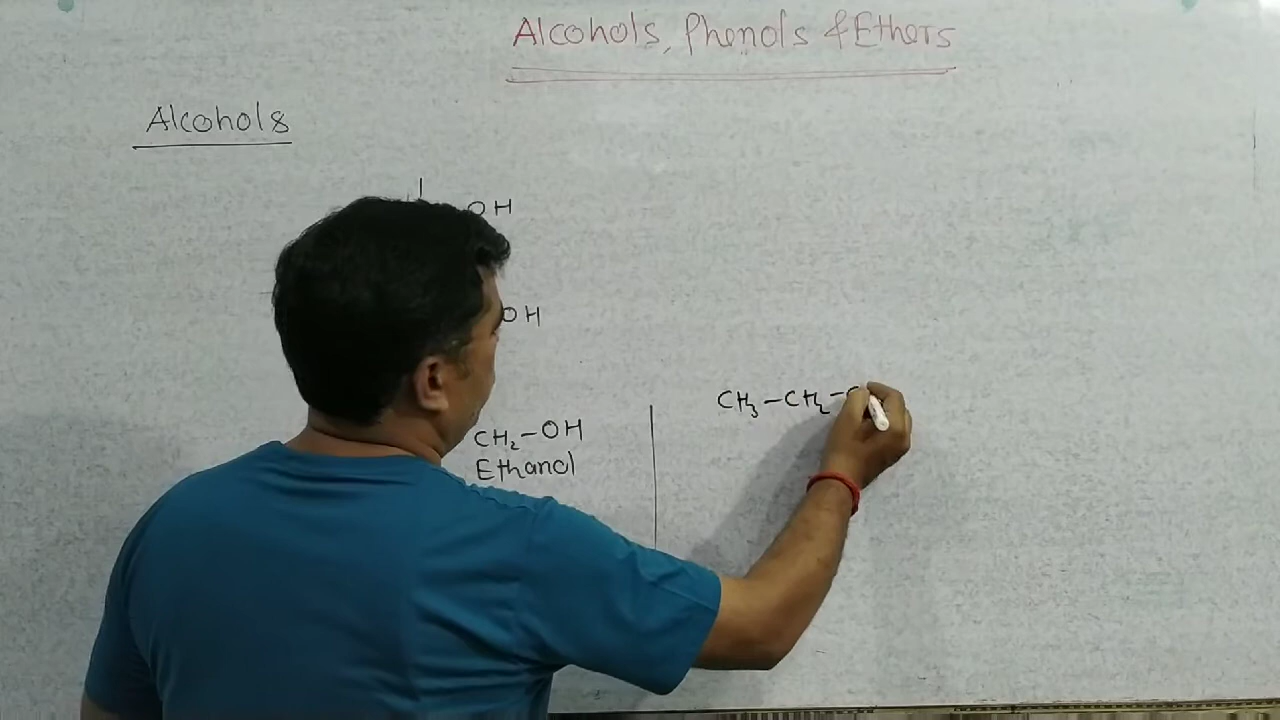 Alcohols, Phenols & Ethers
Alcohols
OH
OH
CH₂-OH
Ethanol
CH₃-CH₂-